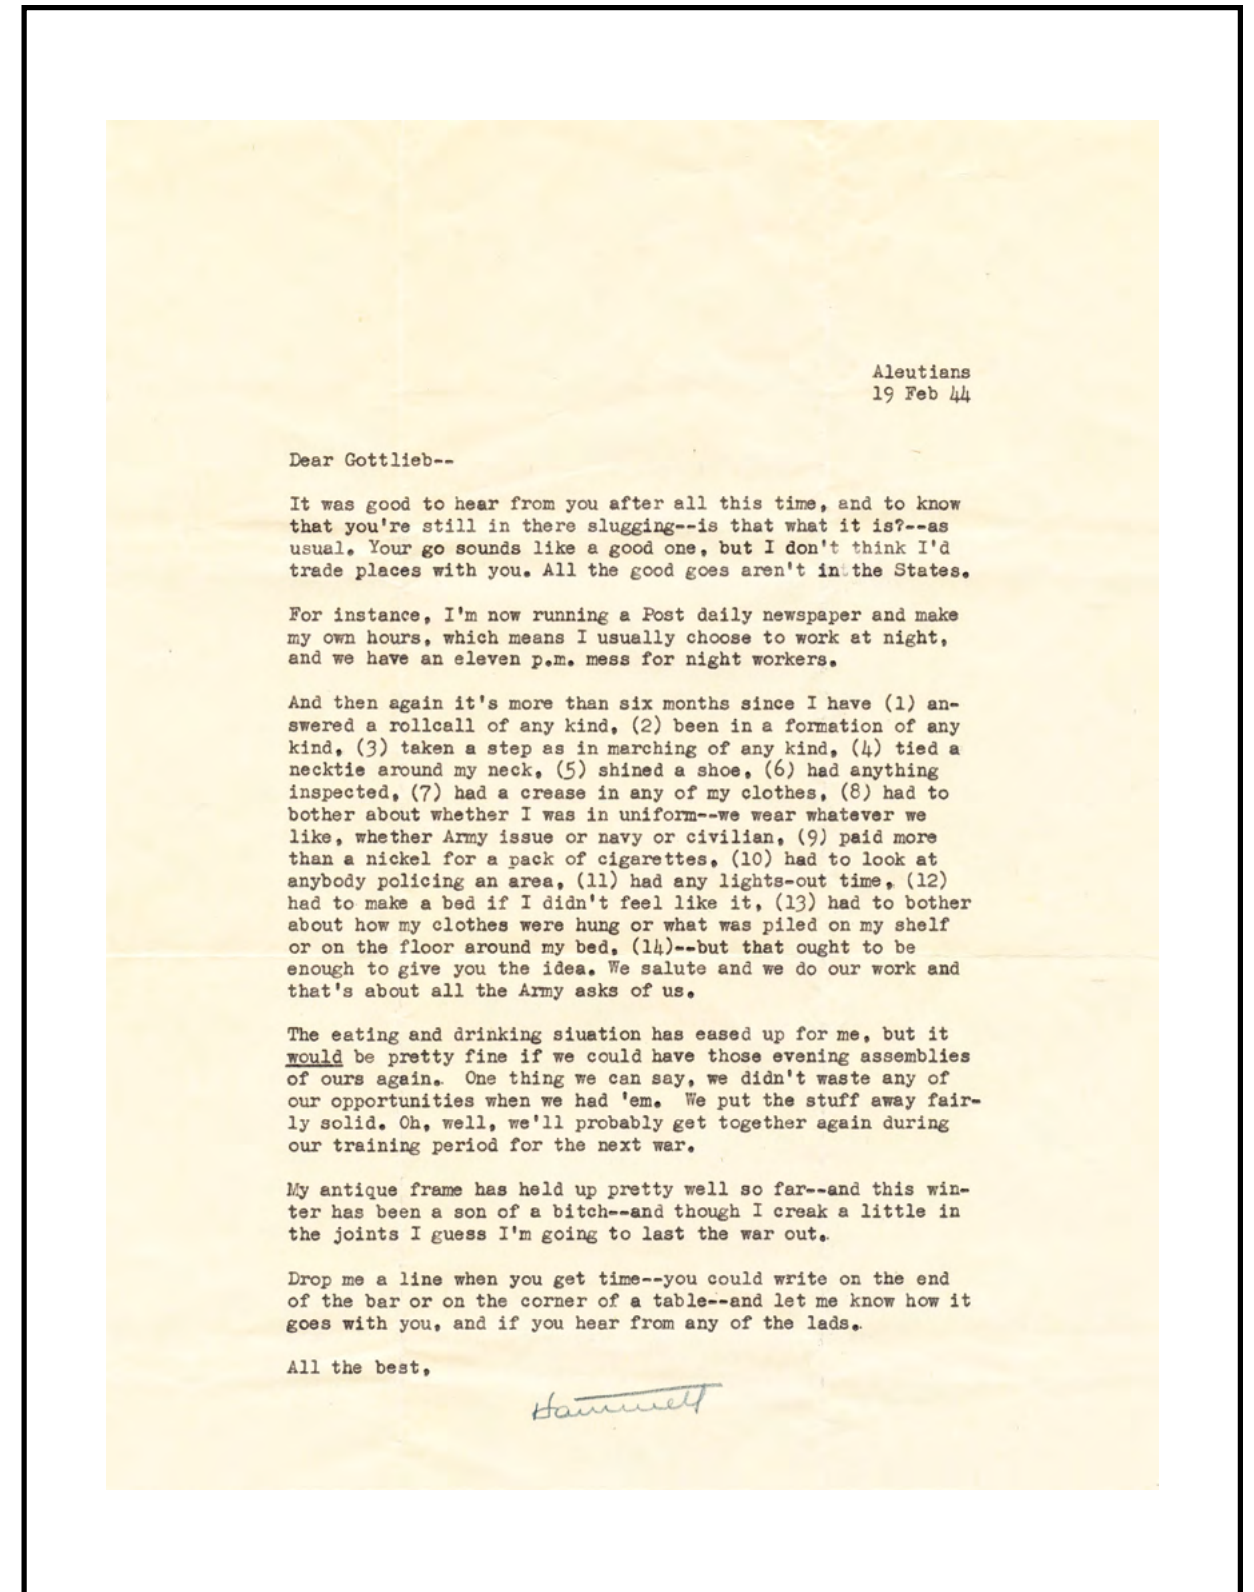 Aleutians
19 Feb 44
Dear Gottlieb--
It was good to hear from you after all this time, and to know
that you're still in there slugging--is that what it is?--as
usual. Your go sounds like a good one, but I don't think I'd
trade places with you. All the good goes aren't in the States.
For instance, I'm now running a Post daily newspaper and make
my own hours, which means I usually choose to work at night,
and we have an eleven p.m. mess for night workers.
And then again it's more than six months since I have (1) an-
swered a rollcall of any kind, (2) been in a formation of any
kind, (3) taken a step as in marching of any kind, (4) tied a
necktie around my neck, (5) shined a shoe, (6) had anything
inspected, (7) had a crease in any of my clothes, (8) had to
bother about whether I was in uniform--we wear whatever we
like, whether Army issue or navy or civilian, (9) paid more
than a nickel for a pack of cigarettes, (10) had to look at
anybody policing an area, (11) had any lights-out time, (12)
had to make a bed if I didn't feel like it, (13) had to bother
about how my clothes were hung or what was piled on my shelf
or on the floor around my bed, (14)--but that ought to be
enough to give you the idea. We salute and we do our work and
that's about all the Army asks of us.
The eating and drinking siuation has eased up for me, but it
would be pretty fine if we could have those evening assemblies
of ours again. One thing we can say, we didn't waste any of
our opportunities when we had 'em. We put the stuff away fair-
ly solid. Oh, well, we'll probably get together again during
our training period for the next war.
My antique frame has held up pretty well so far--and this win-
ter has been a son of a bitch--and though I creak a little in
the joints I guess I'm going to last the war out.
Drop me a line when you get time--you could write on the end
of the bar or on the corner of a table--and let me know how it
goes with you, and if you hear from any of the lads.
All the best,
Hammett